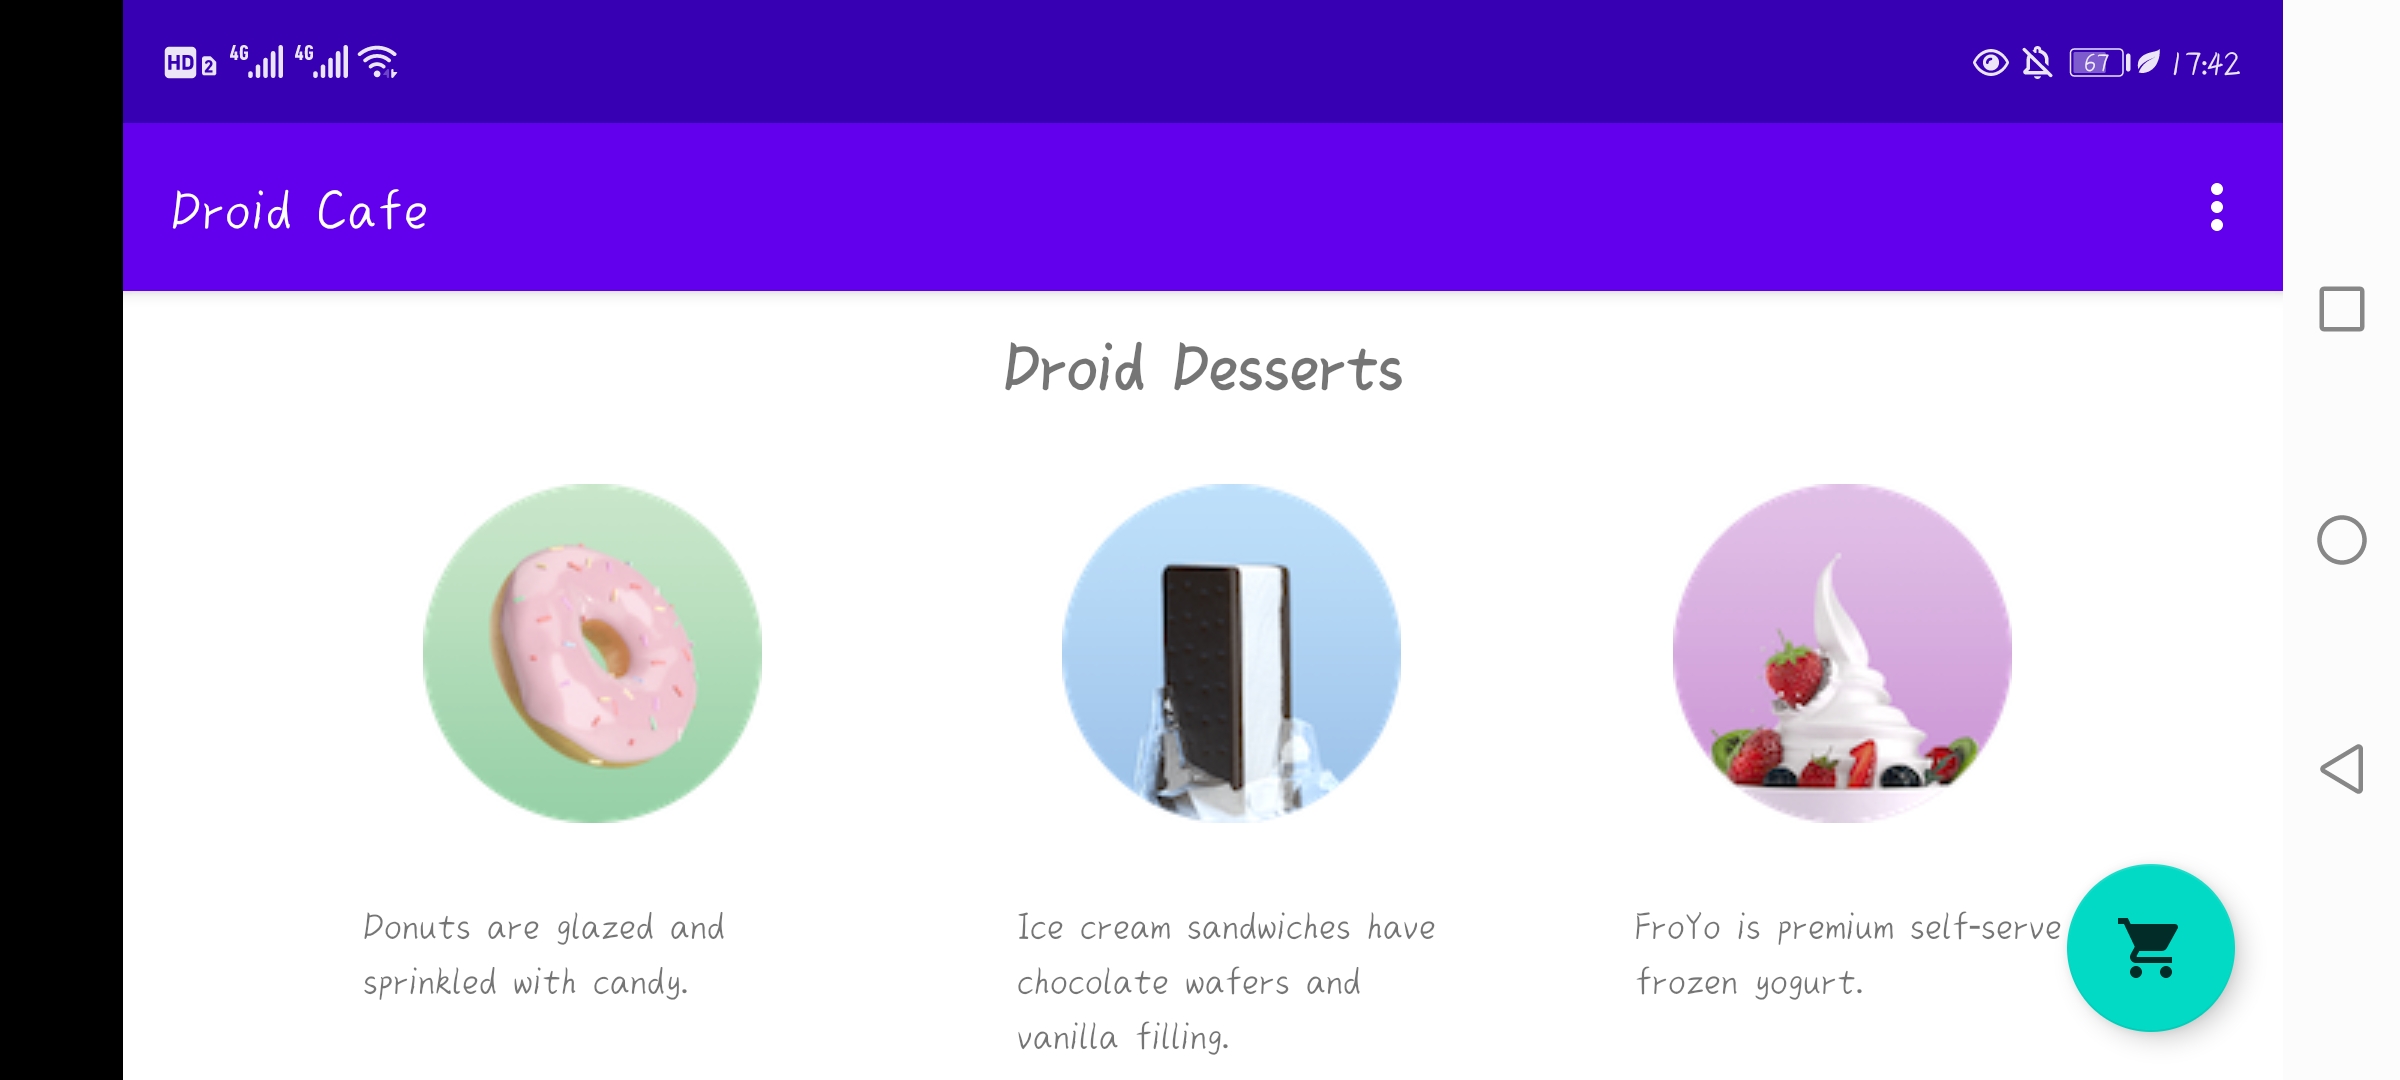 HD 2 4G 4G 67 17:42
Droid Cafe
Droid Desserts
Donuts are glazed and
sprinkled with candy.
Ice cream sandwiches have
chocolate wafers and
vanilla filling.
FroYo is premium self-serve
frozen yogurt.